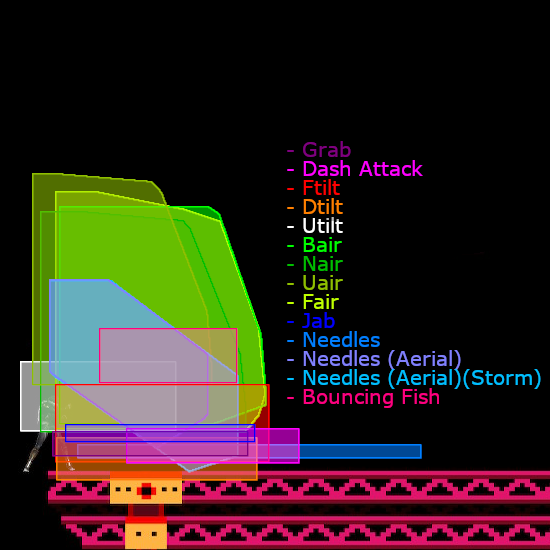 - Grab
- Dash Attack
- Ftilt
- Dtilt
- Utilt
- Bair
- Nair
- Uair
- Fair
- Jab
- Needles
- Needles (Aerial)
- Needles (Aerial)(Storm)
- Bouncing Fish